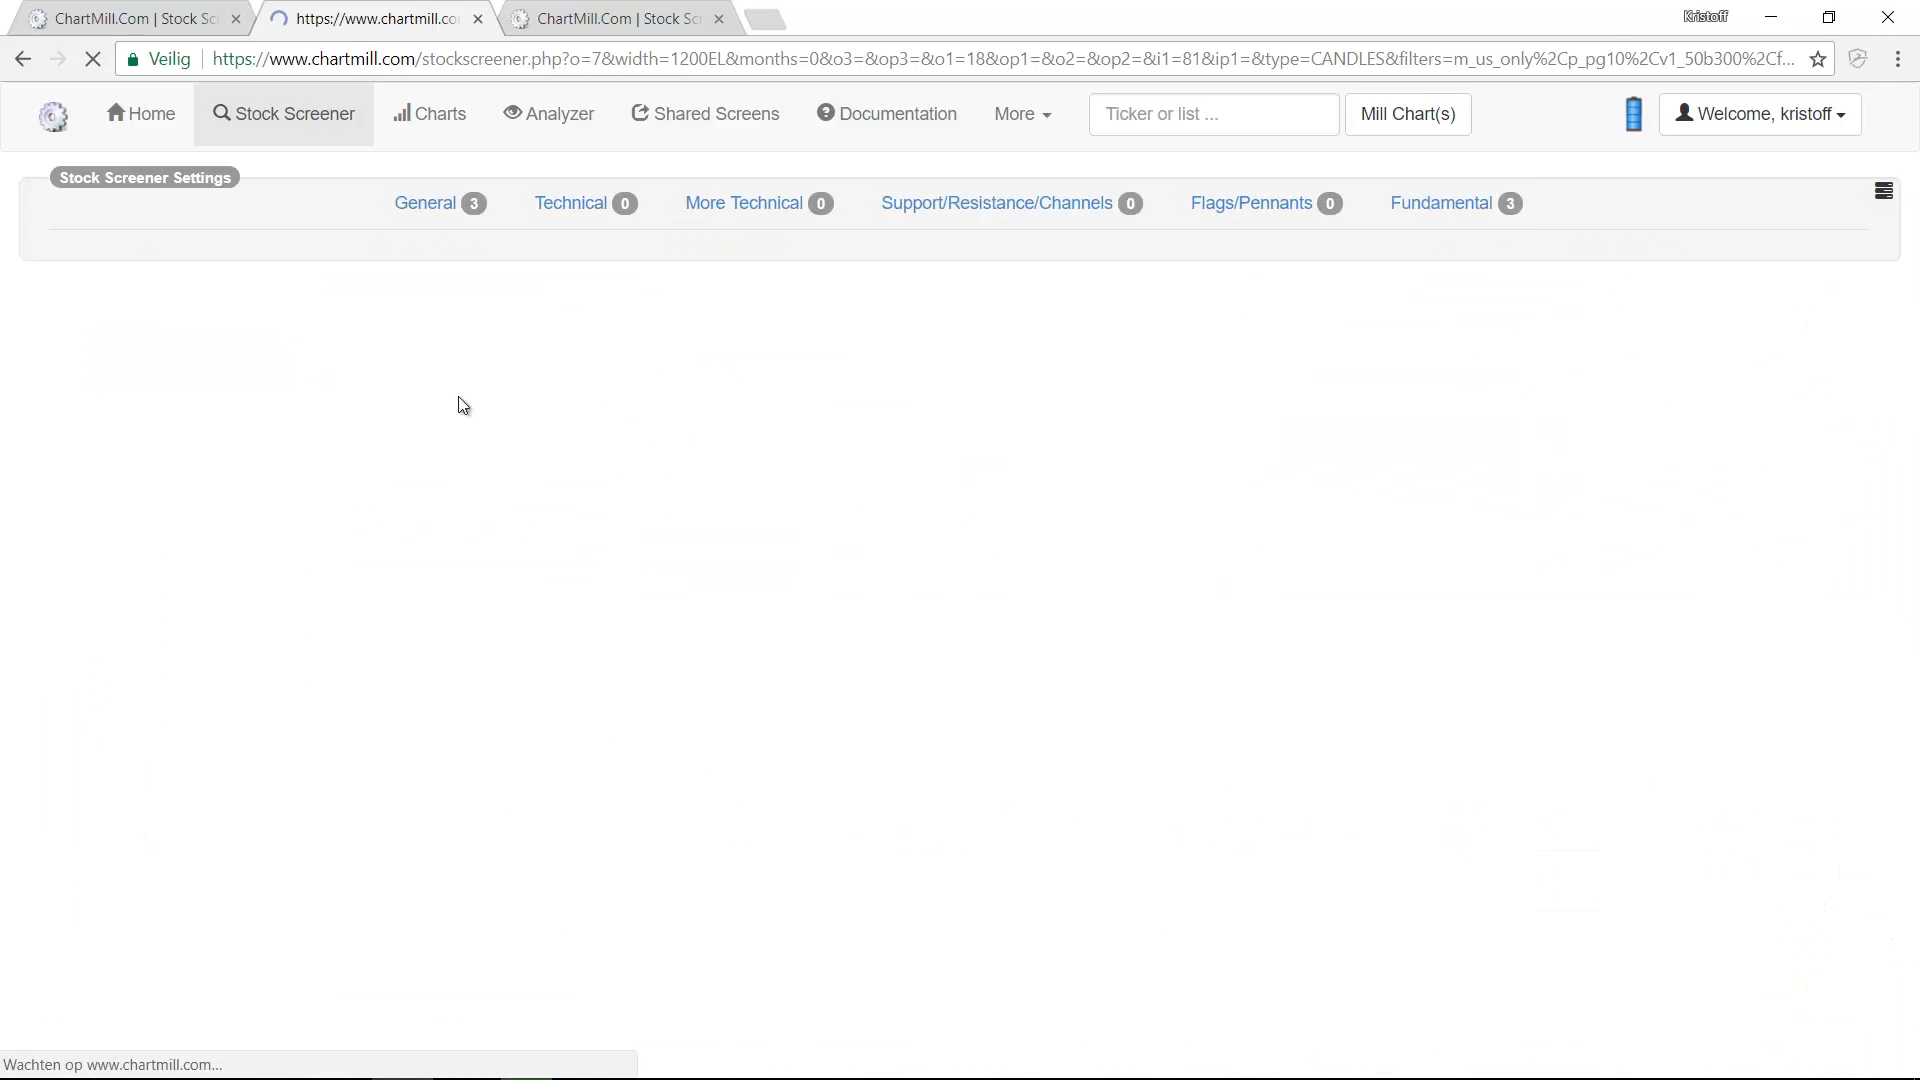 ChartMill.Com | Stock Sc
https://www.chartmill.co
ChartMill.Com | Stock Sc
Kristoff
Veilig
https://www.chartmill.com/stockscreener.php?o=7&width=1200EL&months=0&o3=&op3=&o1=18&op1=&o2=&op2=&i1=81&ip1=&type=CANDLES&filters=m_us_only%2Cp_pg10%2Cv1_50b300%2Cf...
Home
Stock Screener
Charts
Analyzer
Shared Screens
Documentation
More
Ticker or list ...
Mill Chart(s)
Welcome, kristoff
Stock Screener Settings
General 3
Technical 0
More Technical 0
Support/Resistance/Channels 0
Flags/Pennants 0
Fundamental 3
Wachten op www.chartmill.com...